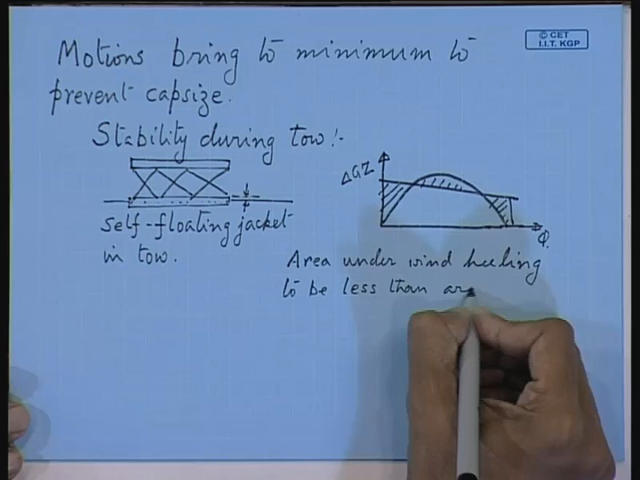 Motions bring to minimum to
prevent capsize.
© CET
I.I.T. KGP
Stability during tow:-
ΔGZ
Φ
self-floating jacket
in tow.
Area under wind heeling
to be less than ar